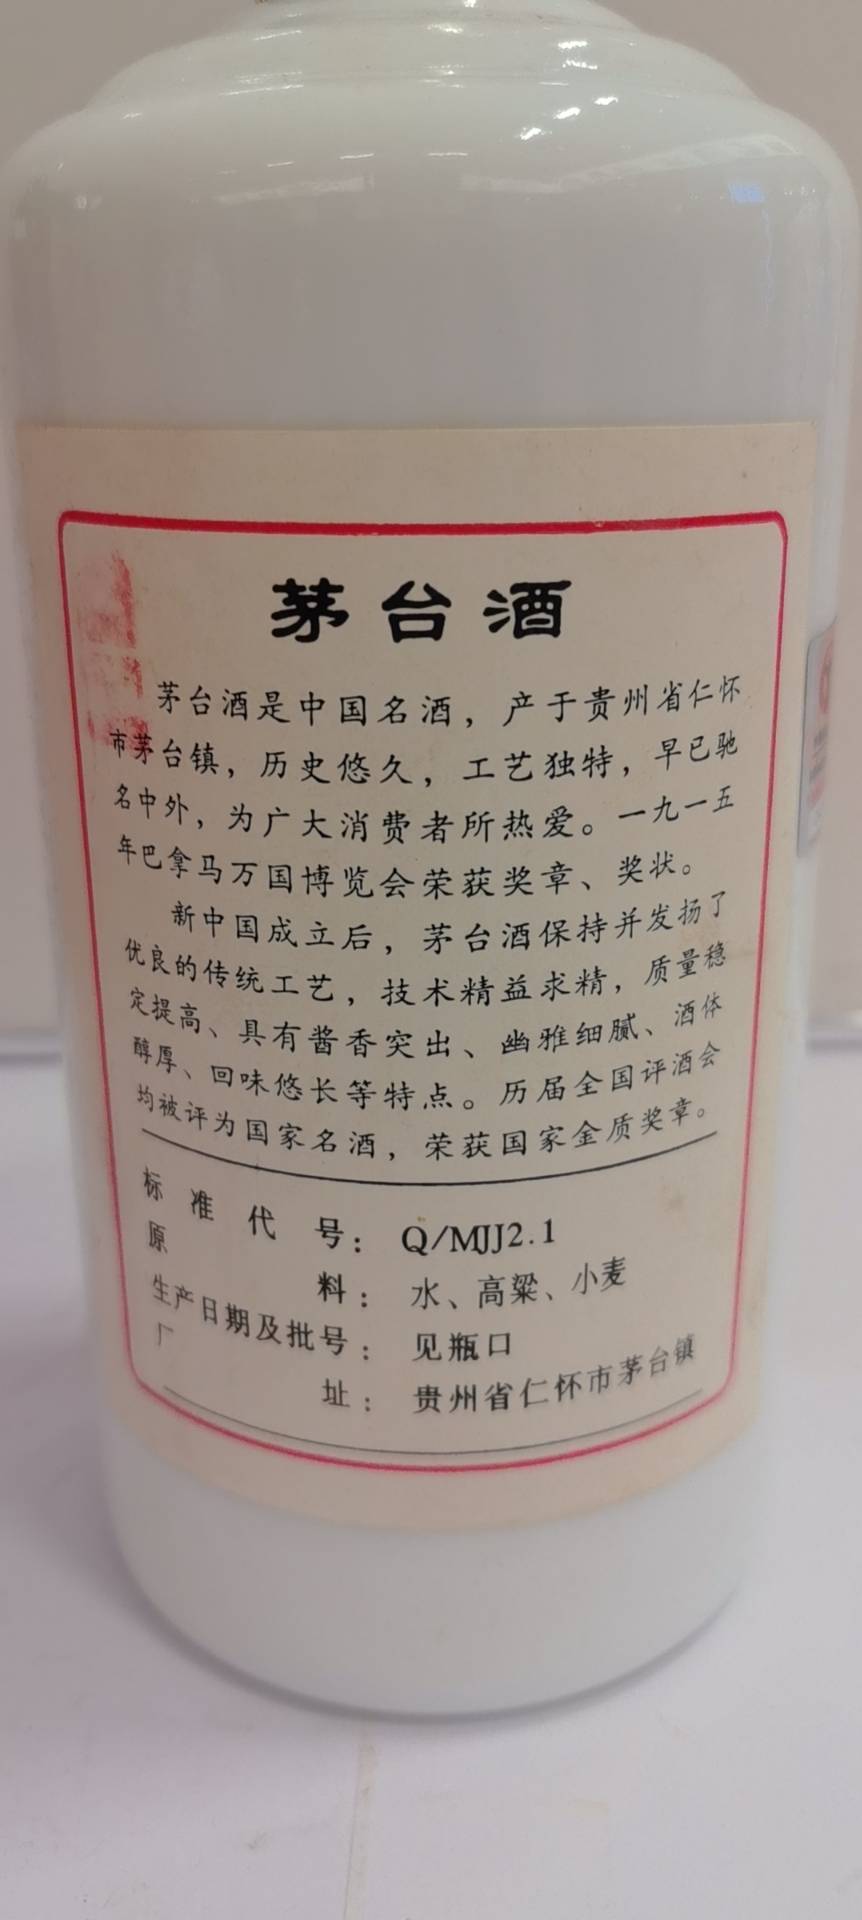 茅台酒
茅台酒是中国名酒，产于贵州省仁怀
市茅台镇，历史悠久，工艺独特，早已驰
名中外，为广大消费者所热爱。一九一五
年巴拿马万国博览会荣获奖章、奖状。
新中国成立后，茅台酒保持并发扬了
优良的传统工艺，技术精益求精，质量稳
定提高、具有酱香突出、幽雅细腻、酒体
醇厚、回味悠长等特点。历届全国评酒会
均被评为国家名酒，荣获国家金质奖章。
标准代号：Q/MJJ2.1
原料：水、高粱、小麦
生产日期及批号：见瓶口
厂址：贵州省仁怀市茅台镇